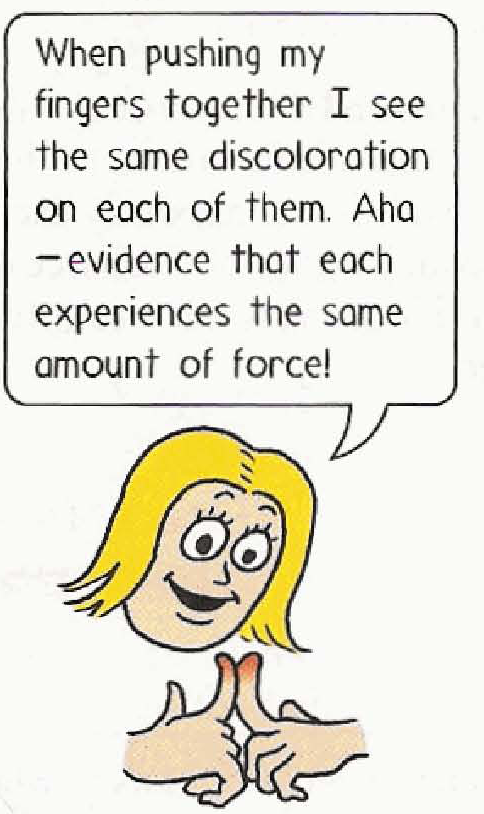 When pushing my
fingers together I see
the same discoloration
on each of them. Aha
–evidence that each
experiences the same
amount of force!